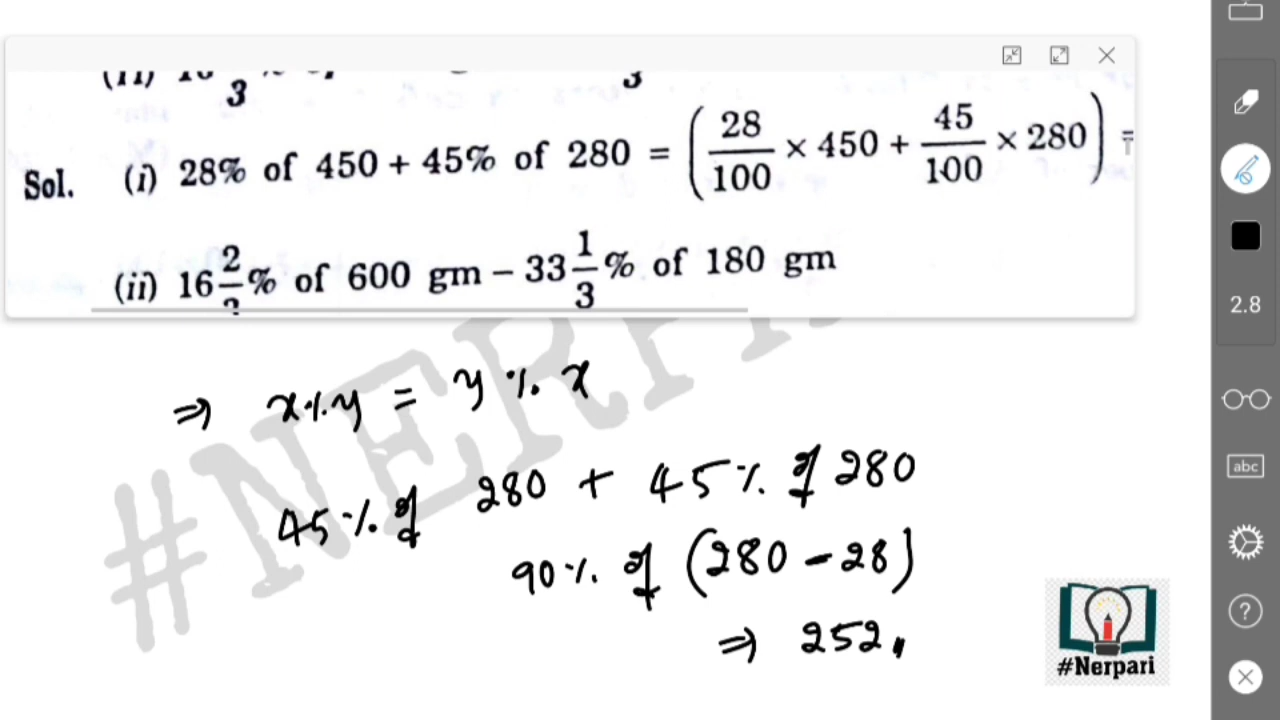 Sol. (i) 28% of 450 + 45% of 280 = (28/100 × 450 + 45/100 × 280) =
(ii) 16 2/3% of 600 gm − 33 1/3% of 180 gm
2.8
⇒ x% y = y % x
abc
45% of 280 + 45% of 280
90% of (280 − 28)
⇒ 252
#Nerpari